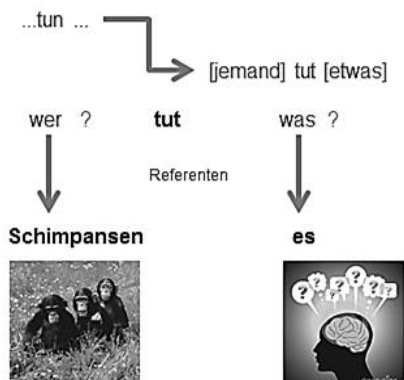 ...tun ...
[jemand] tut [etwas]
wer ? tut was ?
Referenten
Schimpansen es
? ? ? ? ? ? ?